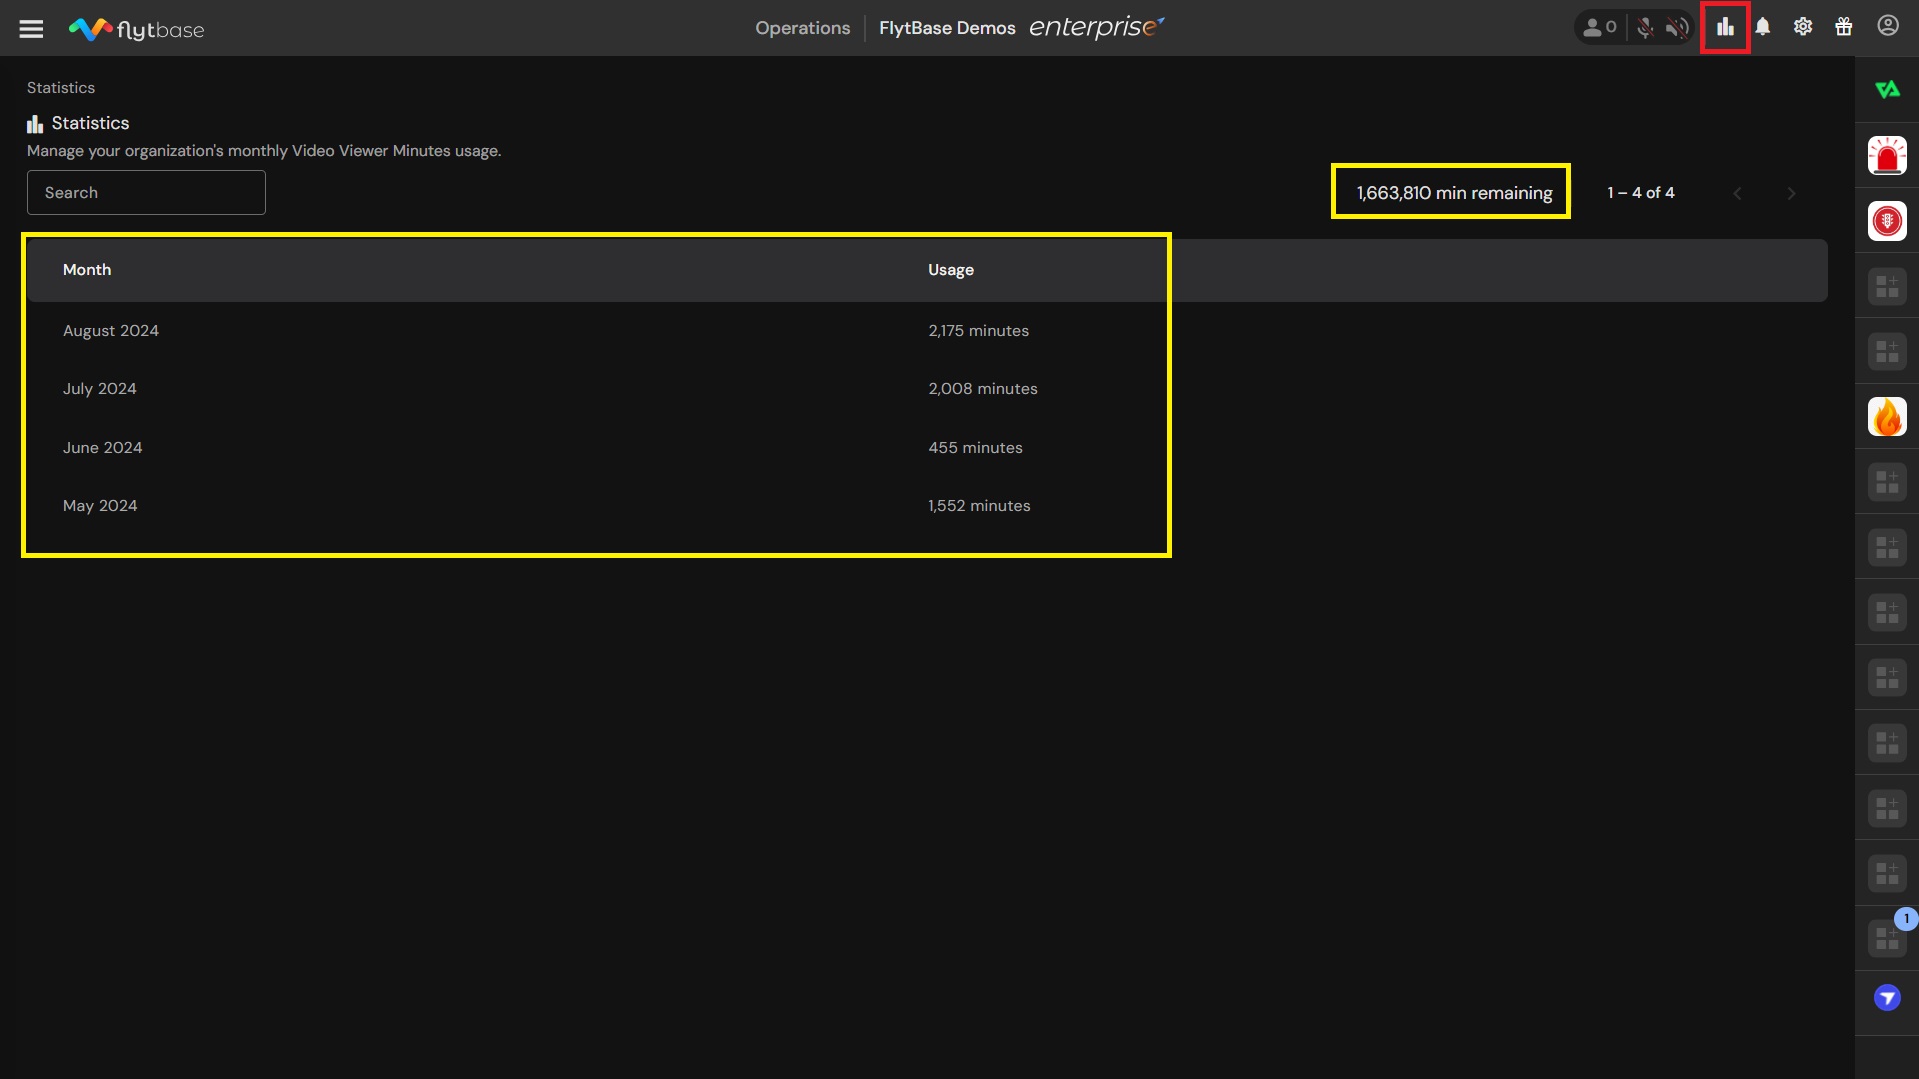 flytbase
Operations
FlytBase Demos enterprise
0
Statistics
Statistics
Manage your organization's monthly Video Viewer Minutes usage.
Search
1,663,810 min remaining
1 – 4 of 4
Month Usage
August 2024 2,175 minutes
July 2024 2,008 minutes
June 2024 455 minutes
May 2024 1,552 minutes
1